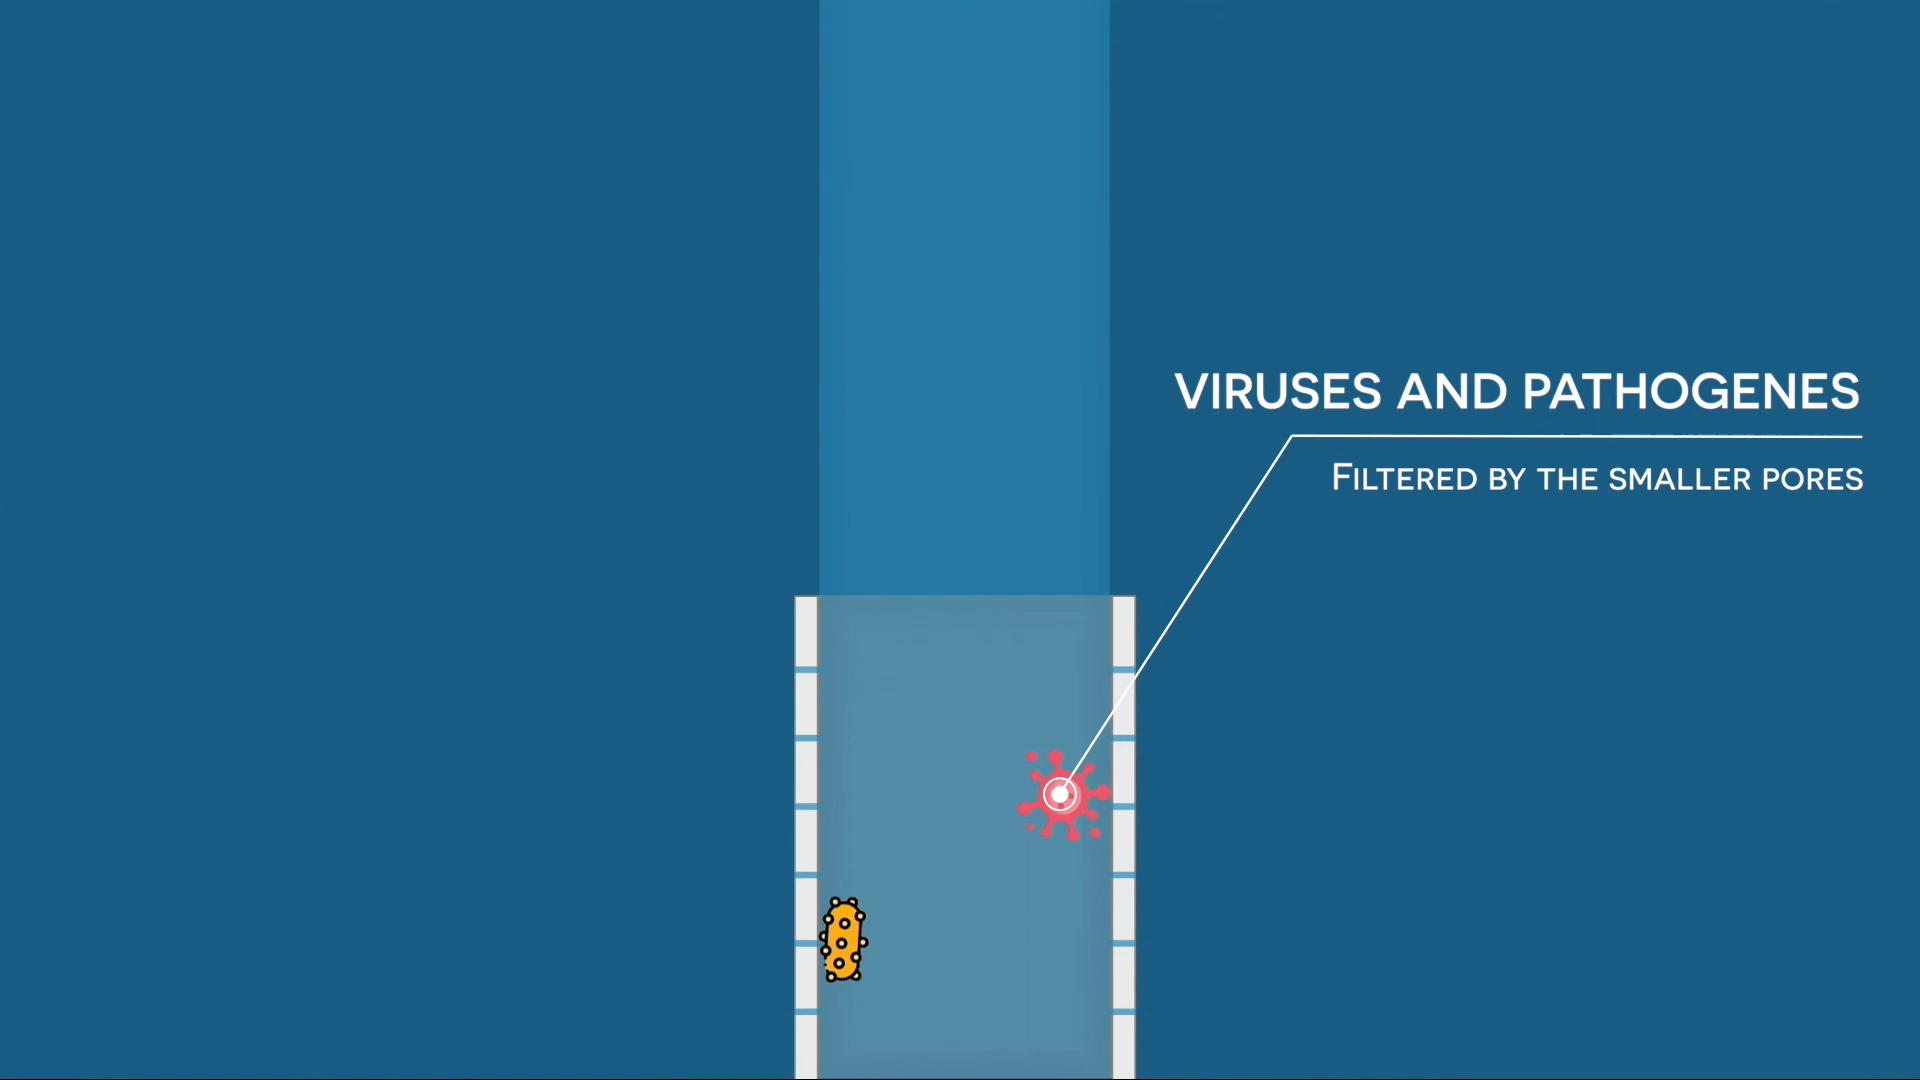 VIRUSES AND PATHOGENES
FILTERED BY THE SMALLER PORES